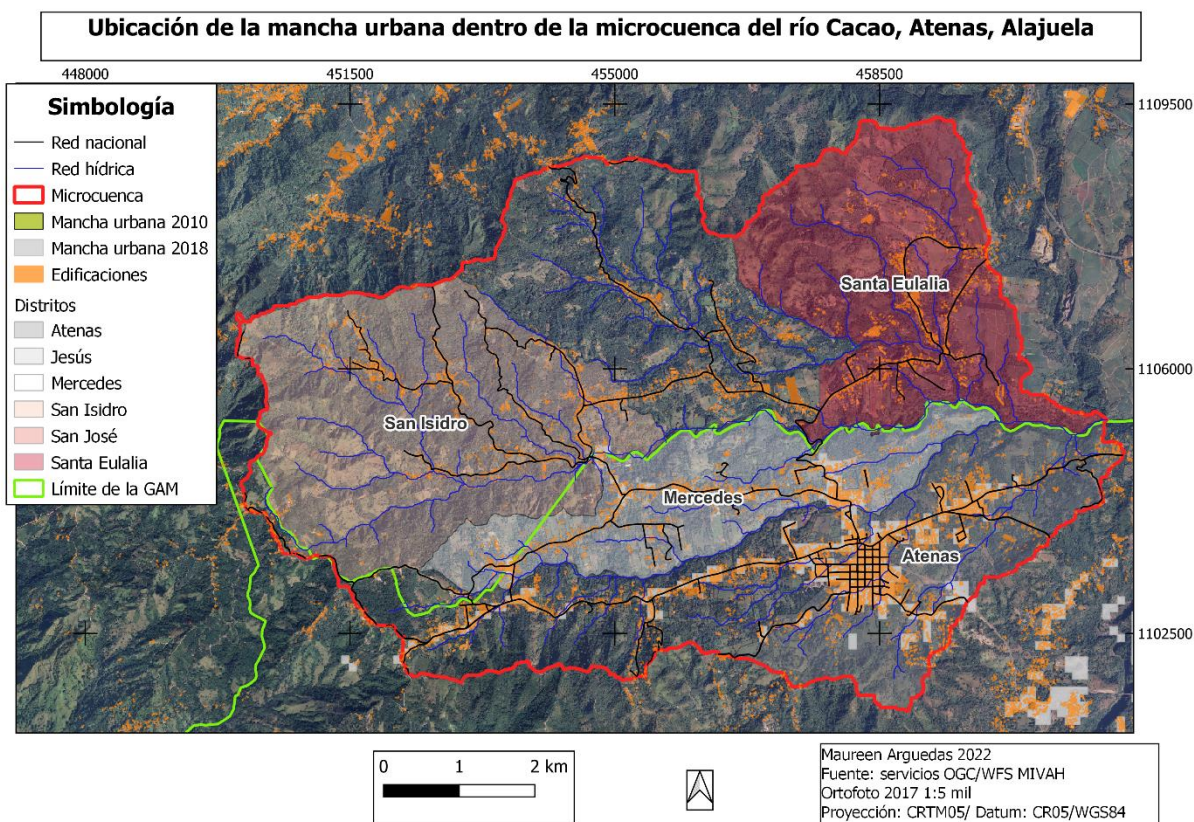 Ubicación de la mancha urbana dentro de la microcuenca del río Cacao, Atenas, Alajuela
448000
451500
455000
458500
Simbología
Red nacional
Red hídrica
Microcuenca
Mancha urbana 2010
Mancha urbana 2018
Edificaciones
Distritos
Atenas
Jesús
Mercedes
San Isidro
San José
Santa Eulalia
Límite de la GAM
1109500
1106000
1102500
Santa Eulalia
San Isidro
Mercedes
Atenas
0 1 2 km
Maureen Arguedas 2022
Fuente: servicios OGC/WFS MIVAH
Ortofoto 2017 1:5 mil
Proyección: CRTM05/ Datum: CR05/WGS84